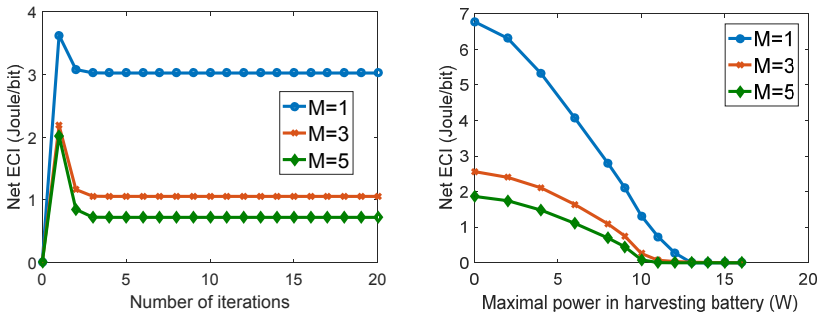 Net ECI (Joule/bit)
4
3
2
1
0
M=1
M=3
M=5
0
5
10
15
20
Number of iterations
Net ECI (Joule/bit)
7
6
5
4
3
2
1
0
M=1
M=3
M=5
0
5
10
15
20
Maximal power in harvesting battery (W)